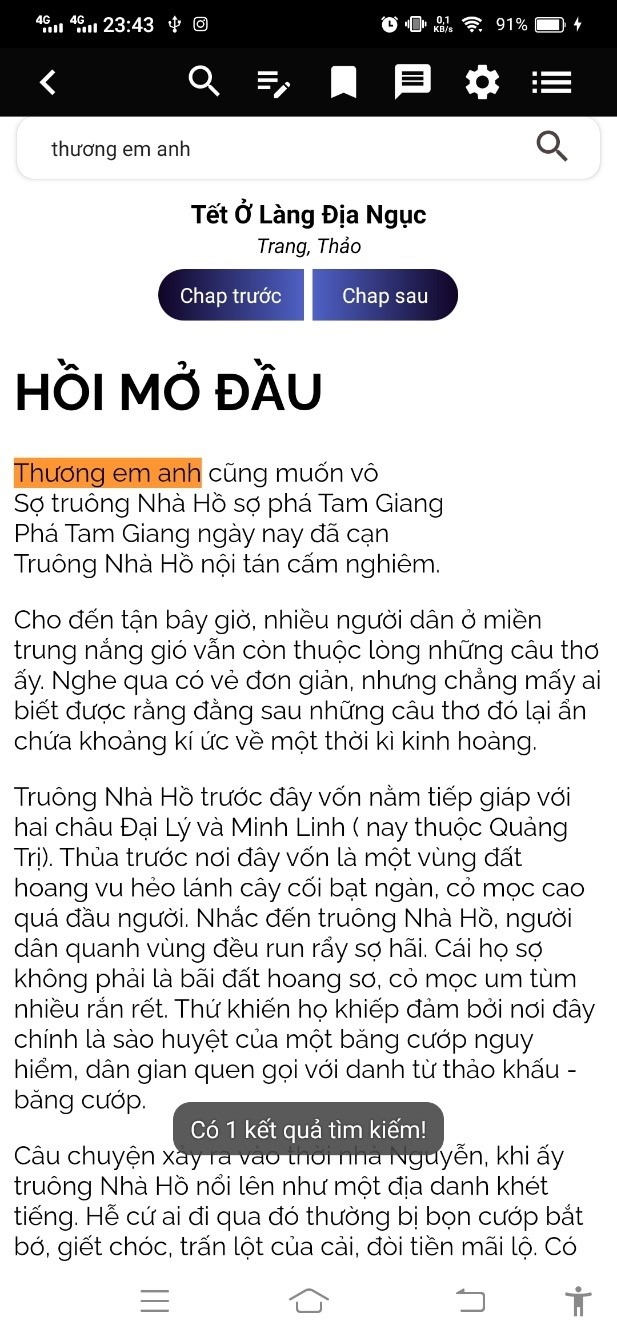 4G 4G 23:43 0,1 KB/s 91%
thương em anh
Tết Ở Làng Địa Ngục
Trang, Thảo
Chap trước Chap sau
HỒI MỞ ĐẦU
Thương em anh cũng muốn vô
Sợ truông Nhà Hồ sợ phá Tam Giang
Phá Tam Giang ngày nay đã cạn
Truông Nhà Hồ nội tán cấm nghiêm.
Cho đến tận bây giờ, nhiều người dân ở miền
trung nắng gió vẫn còn thuộc lòng những câu thơ
ấy. Nghe qua có vẻ đơn giản, nhưng chẳng mấy ai
biết được rằng đằng sau những câu thơ đó lại ẩn
chứa khoảng kí ức về một thời kì kinh hoàng.
Truông Nhà Hồ trước đây vốn nằm tiếp giáp với
hai châu Đại Lý và Minh Linh ( nay thuộc Quảng
Trị). Thủa trước nơi đây vốn là một vùng đất
hoang vu hẻo lánh cây cối bạt ngàn, cỏ mọc cao
quá đầu người. Nhắc đến truông Nhà Hồ, người
dân quanh vùng đều run rẩy sợ hãi. Cái họ sợ
không phải là bãi đất hoang sơ, cỏ mọc um tùm
nhiều rắn rết. Thứ khiến họ khiếp đảm bởi nơi đây
chính là sào huyệt của một băng cướp nguy
hiểm, dân gian quen gọi với danh từ thảo khấu -
băng cướp.
Có 1 kết quả tìm kiếm!
Câu chuyện xảy ra vào thời nhà Nguyễn, khi ấy
truông Nhà Hồ nổi lên như một địa danh khét
tiếng. Hễ cứ ai đi qua đó thường bị bọn cướp bắt
bớ, giết chóc, trấn lột của cải, đòi tiền mãi lộ. Có